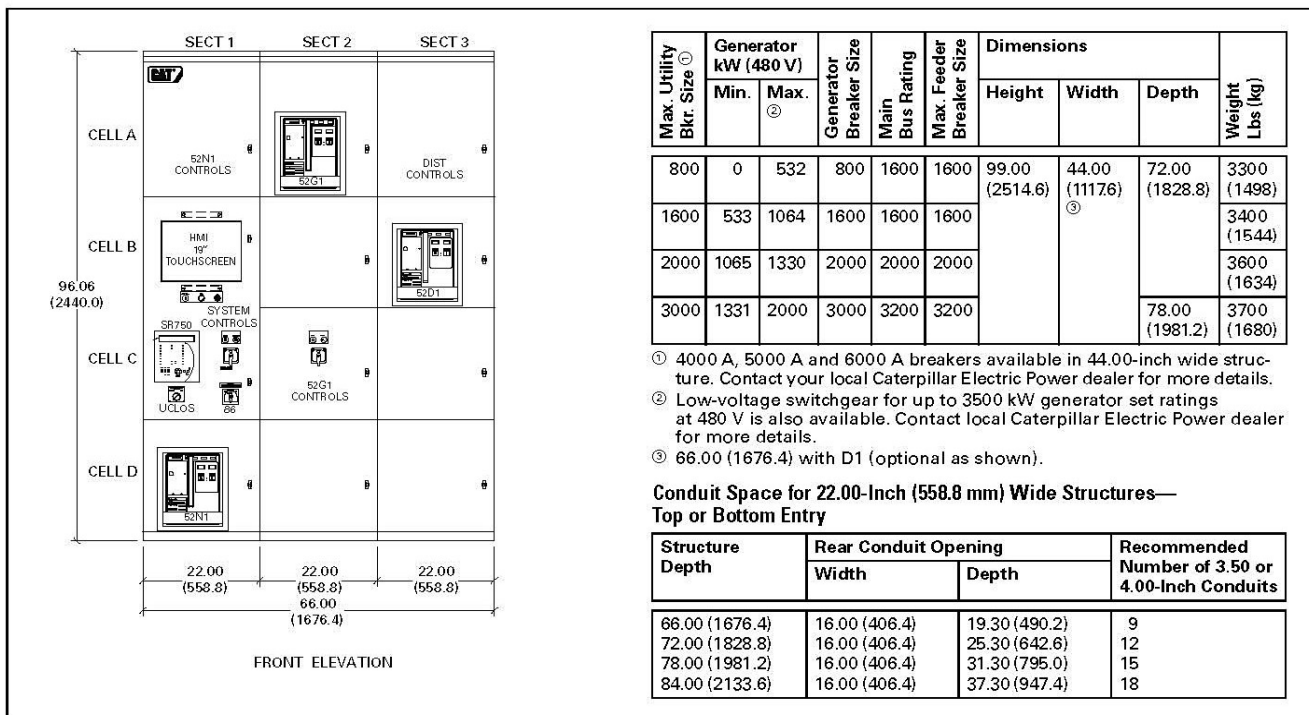 SECT 1 SECT 2 SECT 3
CAT
CELL A
52N1
CONTROLS
52G1
DIST
CONTROLS
CELL B
HMI
19"
TOUCHSCREEN
52D1
96.06
(2440.0)
SYSTEM
CONTROLS
SR750
CELL C
52G1
CONTROLS
UCLOS 86
CELL D
52N1
22.00 22.00 22.00
(558.8) (558.8) (558.8)
66.00
(1676.4)
FRONT ELEVATION
Max. Utility
Bkr. Size ①
Generator
kW (480 V)
Min. Max.
②
Generator
Breaker Size
Main
Bus Rating
Max. Feeder
Breaker Size
Dimensions
Height Width Depth
Weight
Lbs (kg)
800 0 532 800 1600 1600 99.00 44.00 72.00 3300
(2514.6) (1117.6) (1828.8) (1498)
③
1600 533 1064 1600 1600 1600 3400
(1544)
2000 1065 1330 2000 2000 2000 3600
(1634)
3000 1331 2000 3000 3200 3200 78.00 3700
(1981.2) (1680)
① 4000 A, 5000 A and 6000 A breakers available in 44.00-inch wide struc-
ture. Contact your local Caterpillar Electric Power dealer for more details.
② Low-voltage switchgear for up to 3500 kW generator set ratings
at 480 V is also available. Contact local Caterpillar Electric Power dealer
for more details.
③ 66.00 (1676.4) with D1 (optional as shown).
Conduit Space for 22.00-Inch (558.8 mm) Wide Structures—
Top or Bottom Entry
Structure
Depth
Rear Conduit Opening
Width Depth
Recommended
Number of 3.50 or
4.00-Inch Conduits
66.00 (1676.4) 16.00 (406.4) 19.30 (490.2) 9
72.00 (1828.8) 16.00 (406.4) 25.30 (642.6) 12
78.00 (1981.2) 16.00 (406.4) 31.30 (795.0) 15
84.00 (2133.6) 16.00 (406.4) 37.30 (947.4) 18